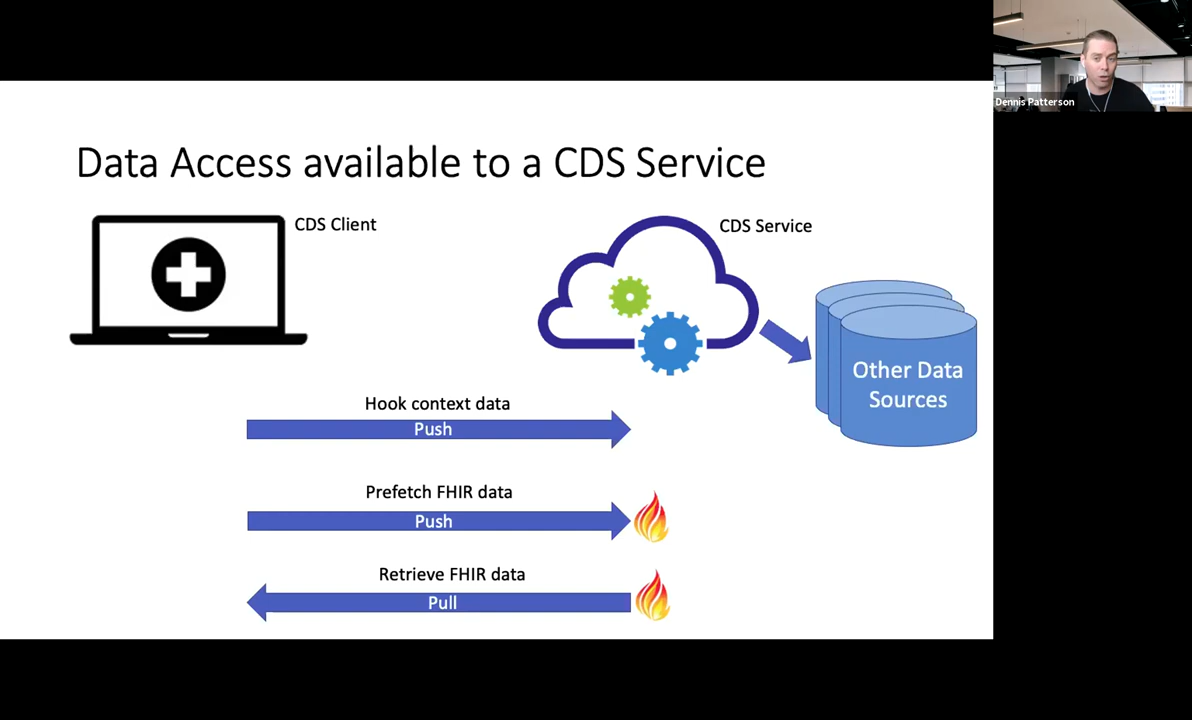 Dennis Patterson
Data Access available to a CDS Service
CDS Client
CDS Service
Other Data
Sources
Hook context data
Push
Prefetch FHIR data
Push
Retrieve FHIR data
Pull